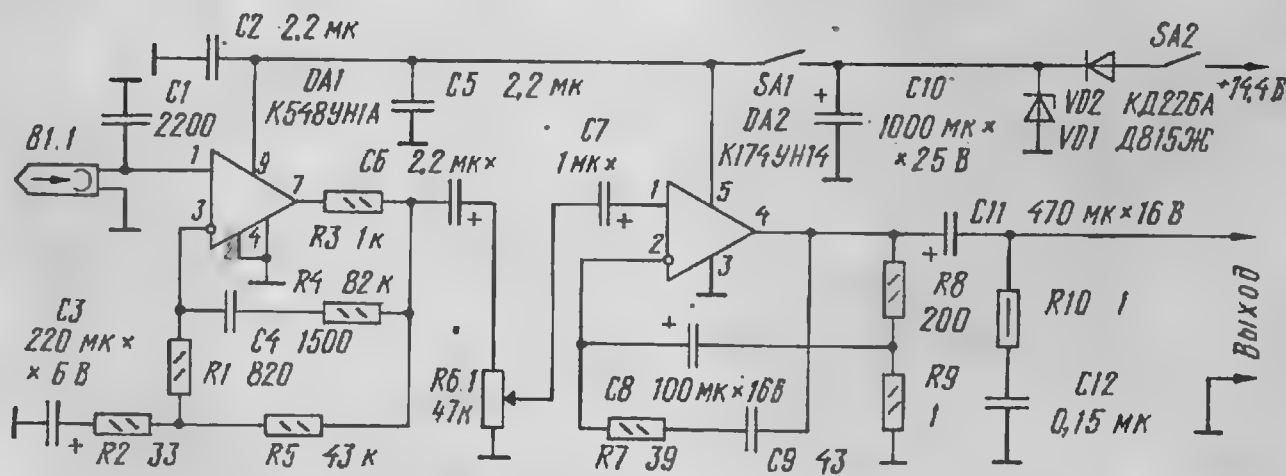 C2 2,2 мк
SA2
C1
2200
DA1
К548УН1А
C5 2,2 мк
SA1
DA2
К174УН14
C10
1000 мк ×
× 25 В
+14,4 В
VD2 КД226А
VD1 Д815Ж
B1.1
1
9
7
3
2
4
R3 1к
C6 2,2 мк×
+
C7
1 мк×
+
1
5
4
2
3
C11 470 мк×16 В
+
R4 82 к
C4 1500
C3
220 мк ×
× 6 В
R1 820
R6.1
47к
+
C8 100 мк×16В
R8
200
R9
1
R10 1
C12
0,15 мк
Выход
+
R2 33
R5 43 к
R7 39
C9 43